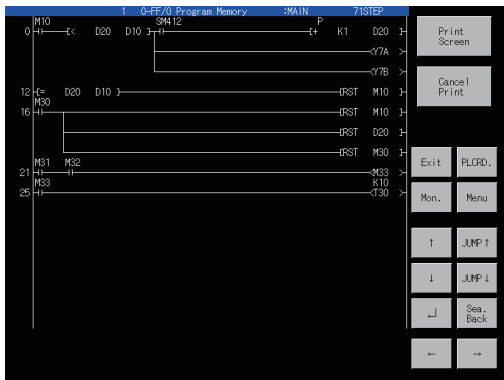 1 0-FF/0 Program Memory :MAIN 71STEP
M10 SM412 P
0 [< D20 D10 ] [+ K1 D20 ]
<Y7A >
<Y7B >
12 [= D20 D10 ] [RST M10 ]
M30
16 [RST M10 ]
[RST D20 ]
[RST M30 ]
M31 M32
21 <M33 >
M33 K10
25 <T30 >
Print
Screen
Cancel
Print
Exit PLCRD.
Mon. Menu
↑ JUMP↑
↓ JUMP↓
↵ Sea.
Back
← →